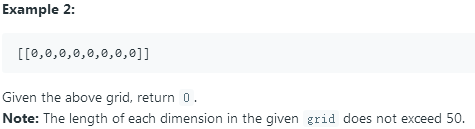 Example 2:
[[0,0,0,0,0,0,0,0]]
Given the above grid, return 0.
Note: The length of each dimension in the given grid does not exceed 50.